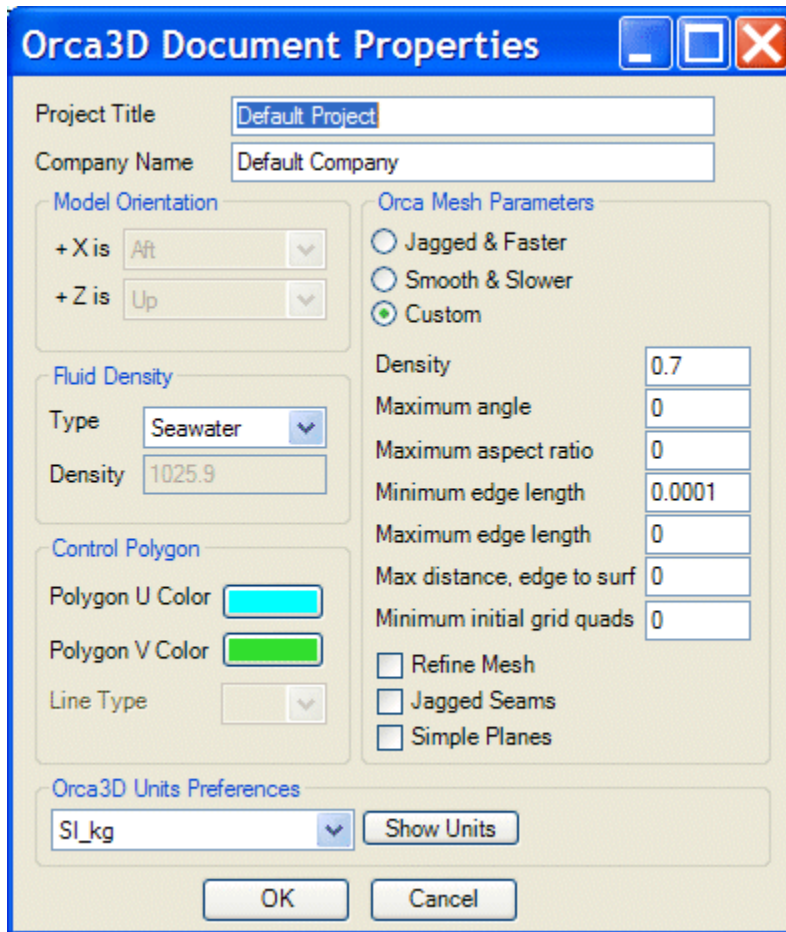 Orca3D Document Properties
Project Title Default Project
Company Name Default Company
Model Orientation
+ X is Aft
+ Z is Up
Fluid Density
Type Seawater
Density 1025.9
Control Polygon
Polygon U Color
Polygon V Color
Line Type
Orca Mesh Parameters
Jagged & Faster
Smooth & Slower
Custom
Density 0.7
Maximum angle 0
Maximum aspect ratio 0
Minimum edge length 0.0001
Maximum edge length 0
Max distance, edge to surf 0
Minimum initial grid quads 0
Refine Mesh
Jagged Seams
Simple Planes
Orca3D Units Preferences
SI_kg Show Units
OK Cancel